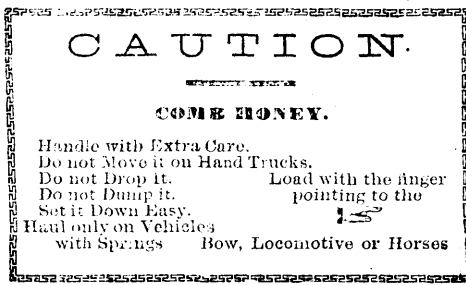 CAUTION.
COMB HONEY.
Handle with Extra Care.
Do not Move it on Hand Trucks.
Do not Drop it. Load with the finger
Do not Dump it. pointing to the
Set it Down Easy.
Haul only on Vehicles
with Springs Bow, Locomotive or Horses